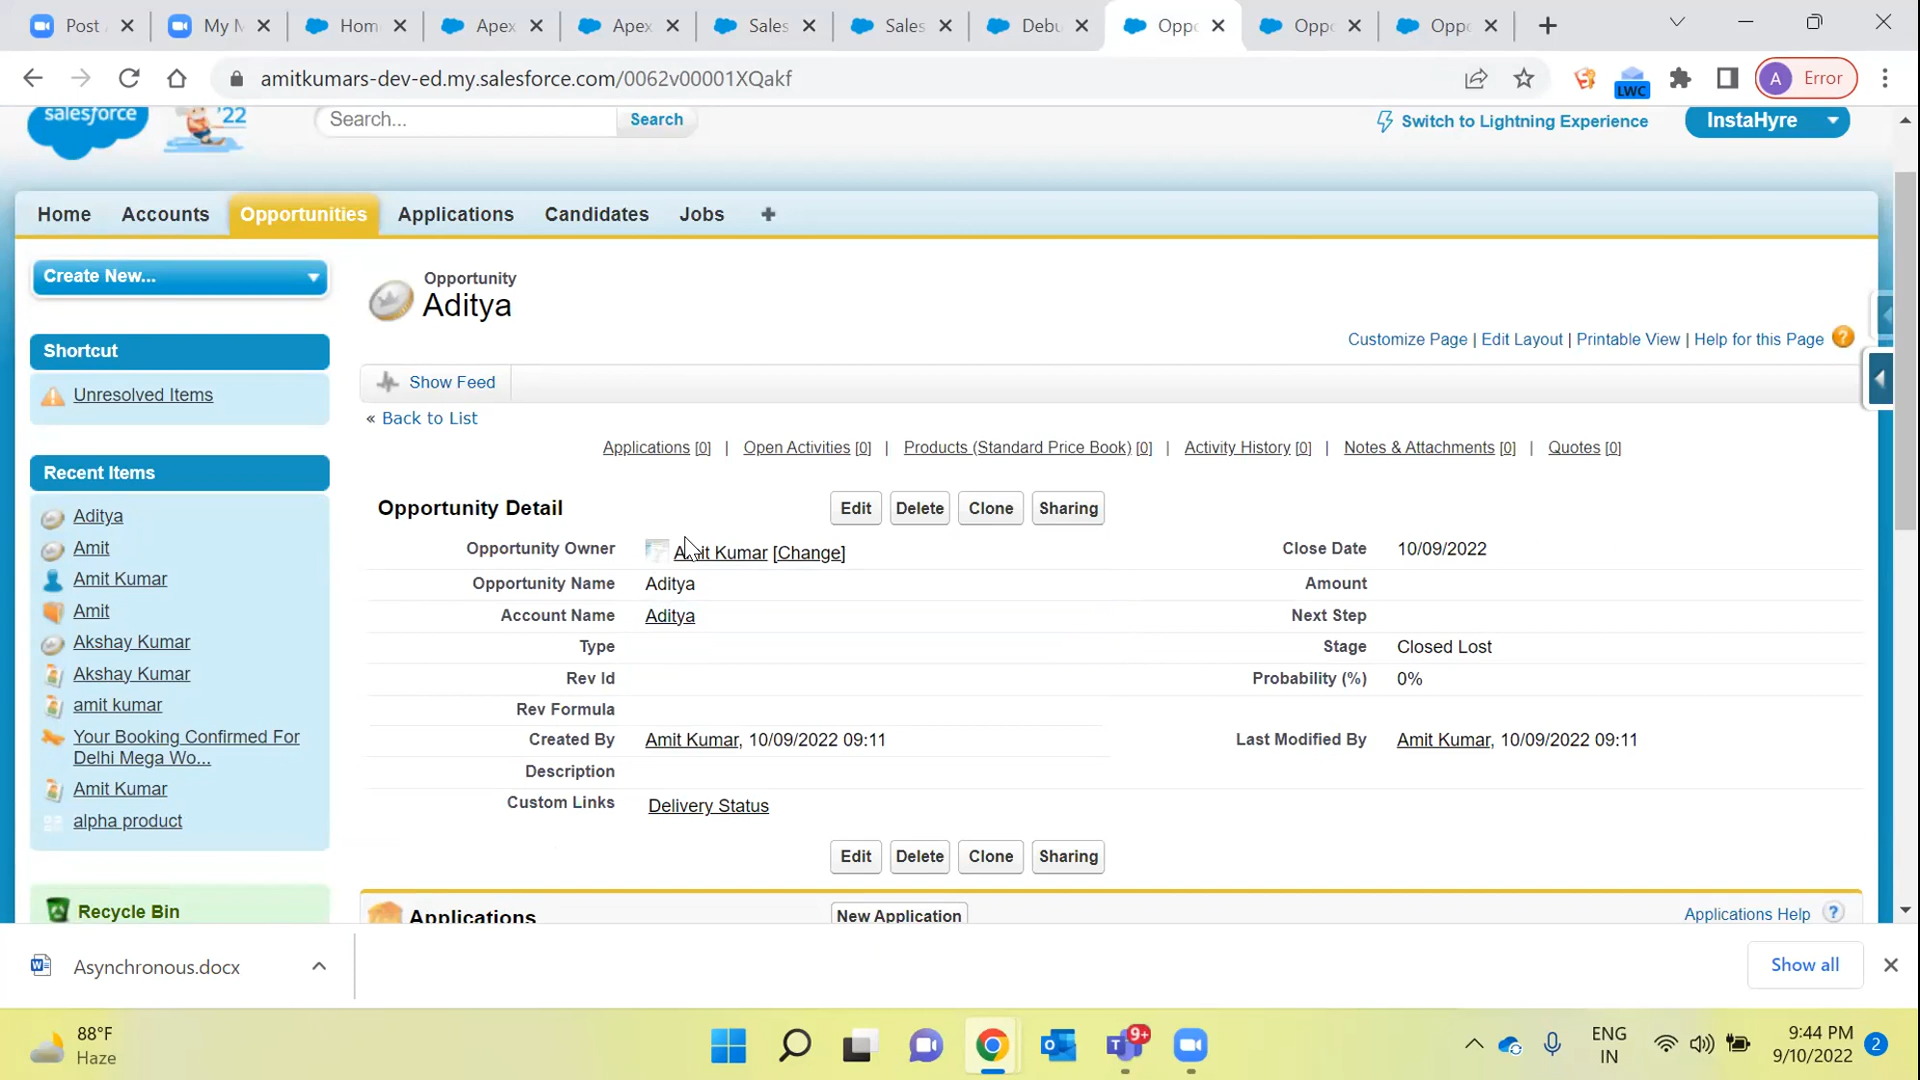 Post
My M
Hom
Apex
Apex
Sales
Sales
Debu
Oppo
Oppo
Oppo
amitkumars-dev-ed.my.salesforce.com/0062v00001XQakf
LWC
A Error
salesforce '22
Search...
Search
Switch to Lightning Experience
InstaHyre
Home Accounts Opportunities Applications Candidates Jobs +
Create New...
Shortcut
Unresolved Items
Recent Items
Aditya
Amit
Amit Kumar
Amit
Akshay Kumar
Akshay Kumar
amit kumar
Your Booking Confirmed For
Delhi Mega Wo...
Amit Kumar
alpha product
Recycle Bin
Opportunity
Aditya
Customize Page | Edit Layout | Printable View | Help for this Page ?
Show Feed
« Back to List
Applications [0] | Open Activities [0] | Products (Standard Price Book) [0] | Activity History [0] | Notes & Attachments [0] | Quotes [0]
Opportunity Detail Edit Delete Clone Sharing
Opportunity Owner Amit Kumar [Change] Close Date 10/09/2022
Opportunity Name Aditya Amount
Account Name Aditya Next Step
Type Stage Closed Lost
Rev Id Probability (%) 0%
Rev Formula
Created By Amit Kumar, 10/09/2022 09:11 Last Modified By Amit Kumar, 10/09/2022 09:11
Description
Custom Links Delivery Status
Edit Delete Clone Sharing
Applications New Application Applications Help ?
Asynchronous.docx
Show all
88°F
Haze
9+
ENG
IN
9:44 PM
9/10/2022
2